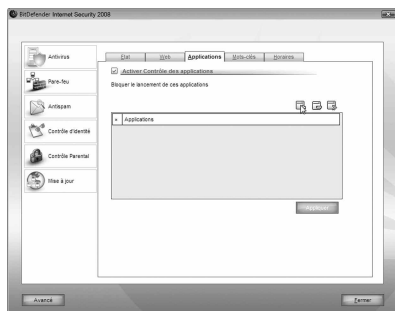 BitDefender Internet Security 2008
Antivirus
Pare-feu
Antispam
Contrôle d'identité
Contrôle Parental
Mise à jour
Etat Web Applications Mots-clés Horaires
Activer Contrôle des applications
Bloquer le lancement de ces applications
Applications
Appliquer
Avancé
Fermer